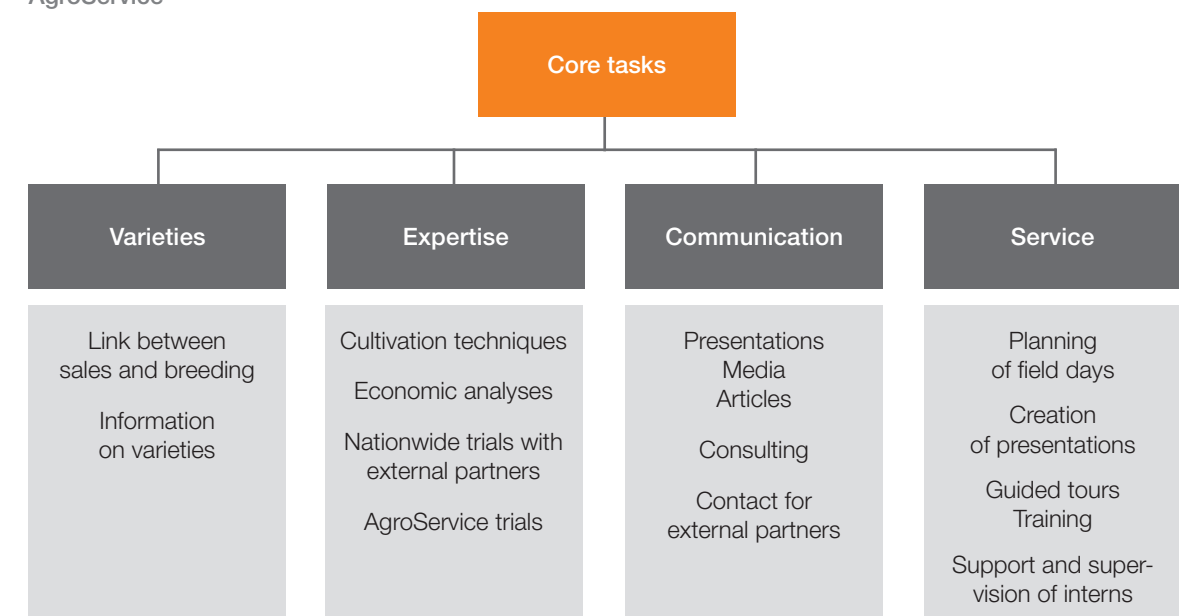 AgroService
Core tasks
Varieties
Link between
sales and breeding
Information
on varieties
Expertise
Cultivation techniques
Economic analyses
Nationwide trials with
external partners
AgroService trials
Communication
Presentations
Media
Articles
Consulting
Contact for
external partners
Service
Planning
of field days
Creation
of presentations
Guided tours
Training
Support and super-
vision of interns